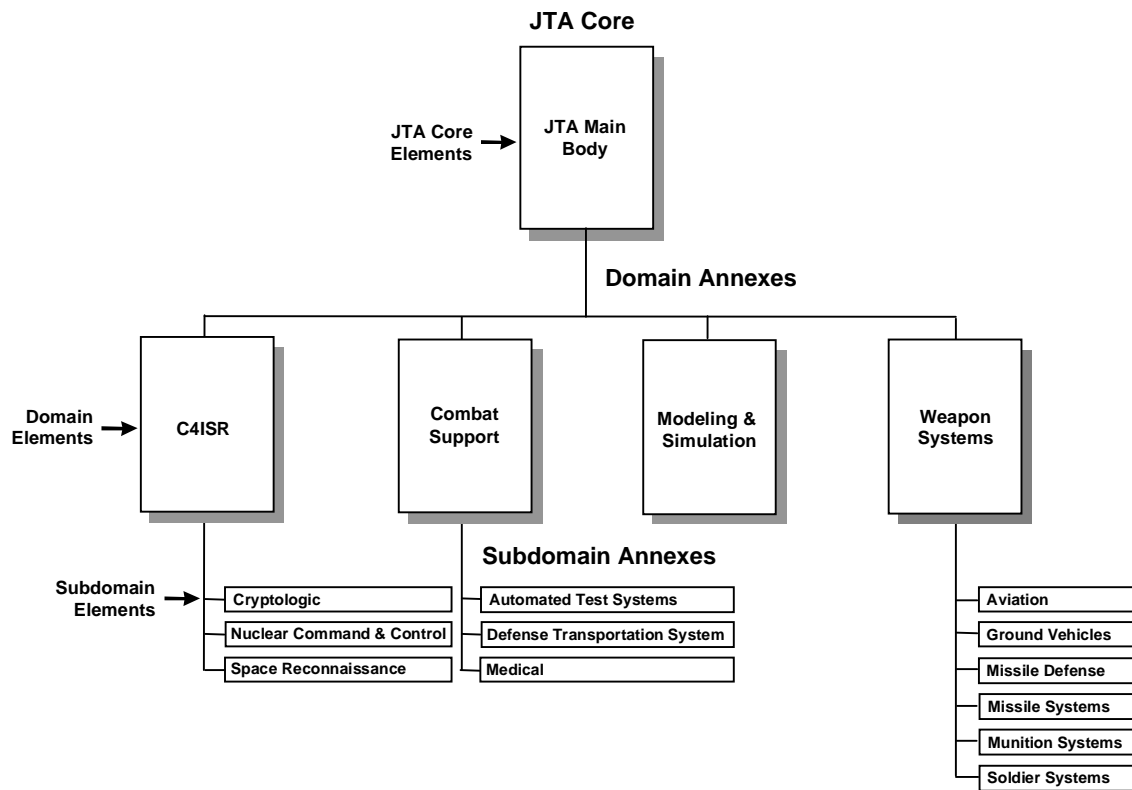 JTA Core
JTA Main
Body
JTA Core
Elements
Domain Annexes
Domain
Elements
C4ISR
Combat
Support
Modeling &
Simulation
Weapon
Systems
Subdomain Annexes
Subdomain
Elements
Cryptologic
Nuclear Command & Control
Space Reconnaissance
Automated Test Systems
Defense Transportation System
Medical
Aviation
Ground Vehicles
Missile Defense
Missile Systems
Munition Systems
Soldier Systems